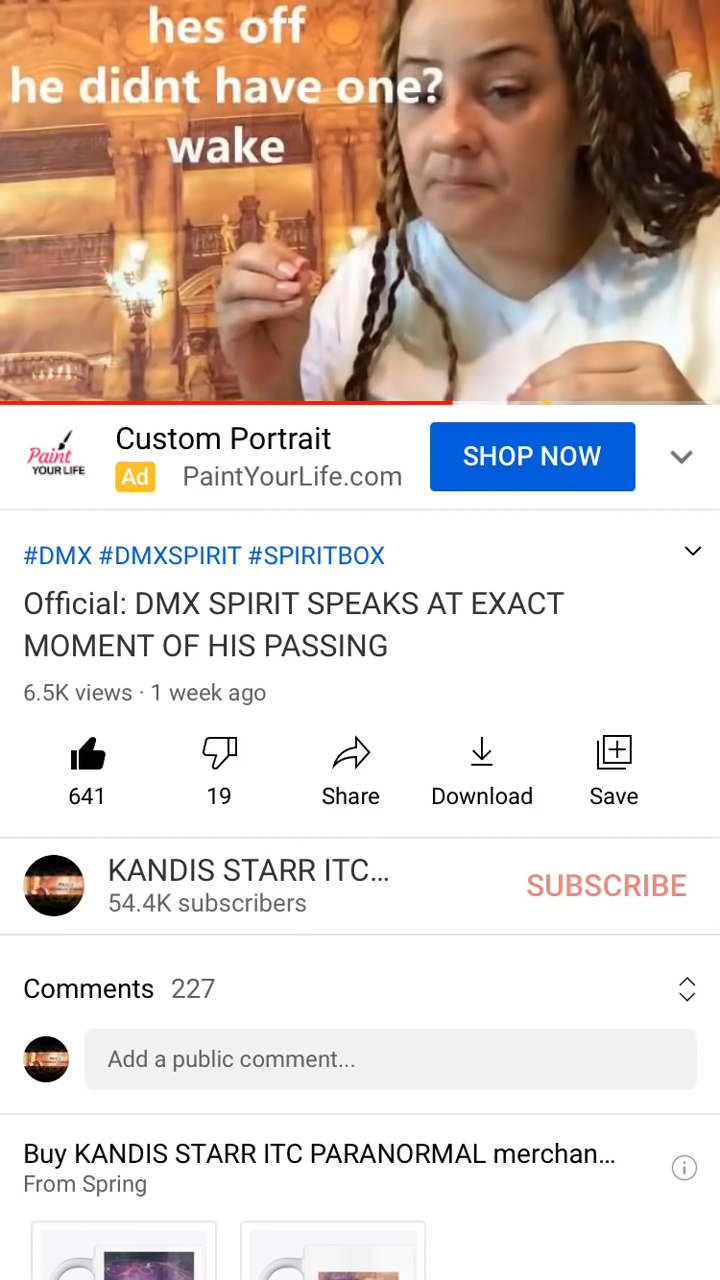 hes off
he didnt have one?
wake
Paint
YOUR LIFE
Custom Portrait
Ad PaintYourLife.com
SHOP NOW
#DMX #DMXSPIRIT #SPIRITBOX
Official: DMX SPIRIT SPEAKS AT EXACT
MOMENT OF HIS PASSING
6.5K views · 1 week ago
641 19 Share Download Save
KANDIS STARR ITC...
54.4K subscribers
SUBSCRIBE
Comments 227
Add a public comment...
Buy KANDIS STARR ITC PARANORMAL merchan...
From Spring